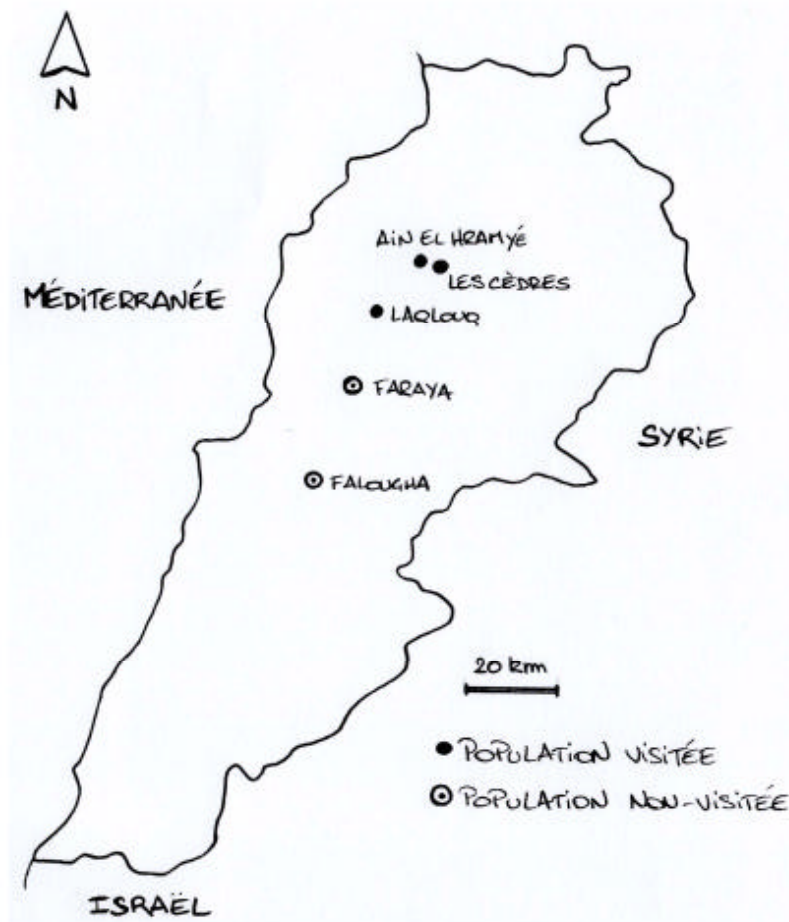 N
AIN EL HRAMYÉ
LES CÈDRES
MÉDITERRANÉE
LAQLOUQ
FARAYA
SYRIE
FALOUGHA
20 km
POPULATION VISITÉE
POPULATION NON-VISITÉE
ISRAËL